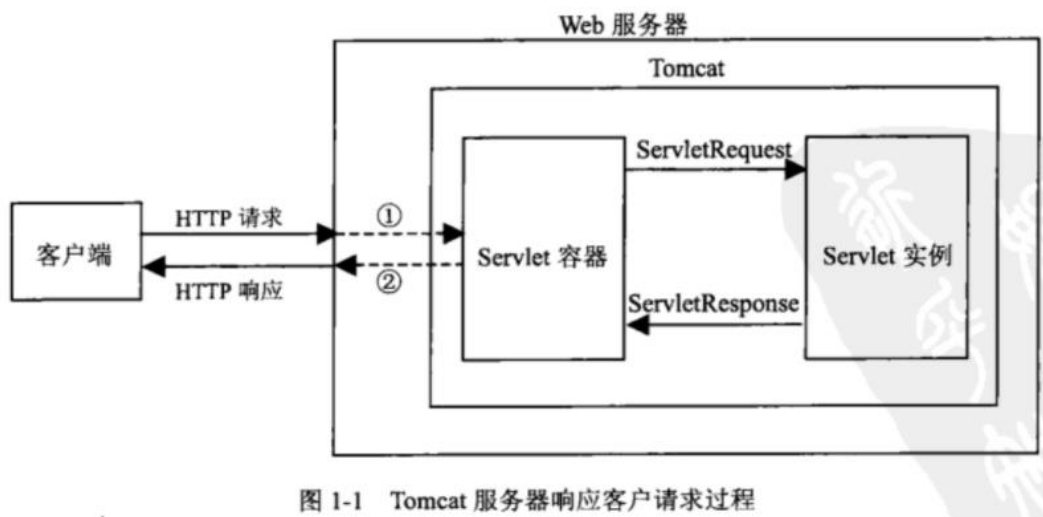 Web 服务器
Tomcat
ServletRequest
HTTP 请求
①
客户端
Servlet 容器
Servlet 实例
②
HTTP 响应
ServletResponse
图 1-1 Tomcat 服务器响应客户请求过程